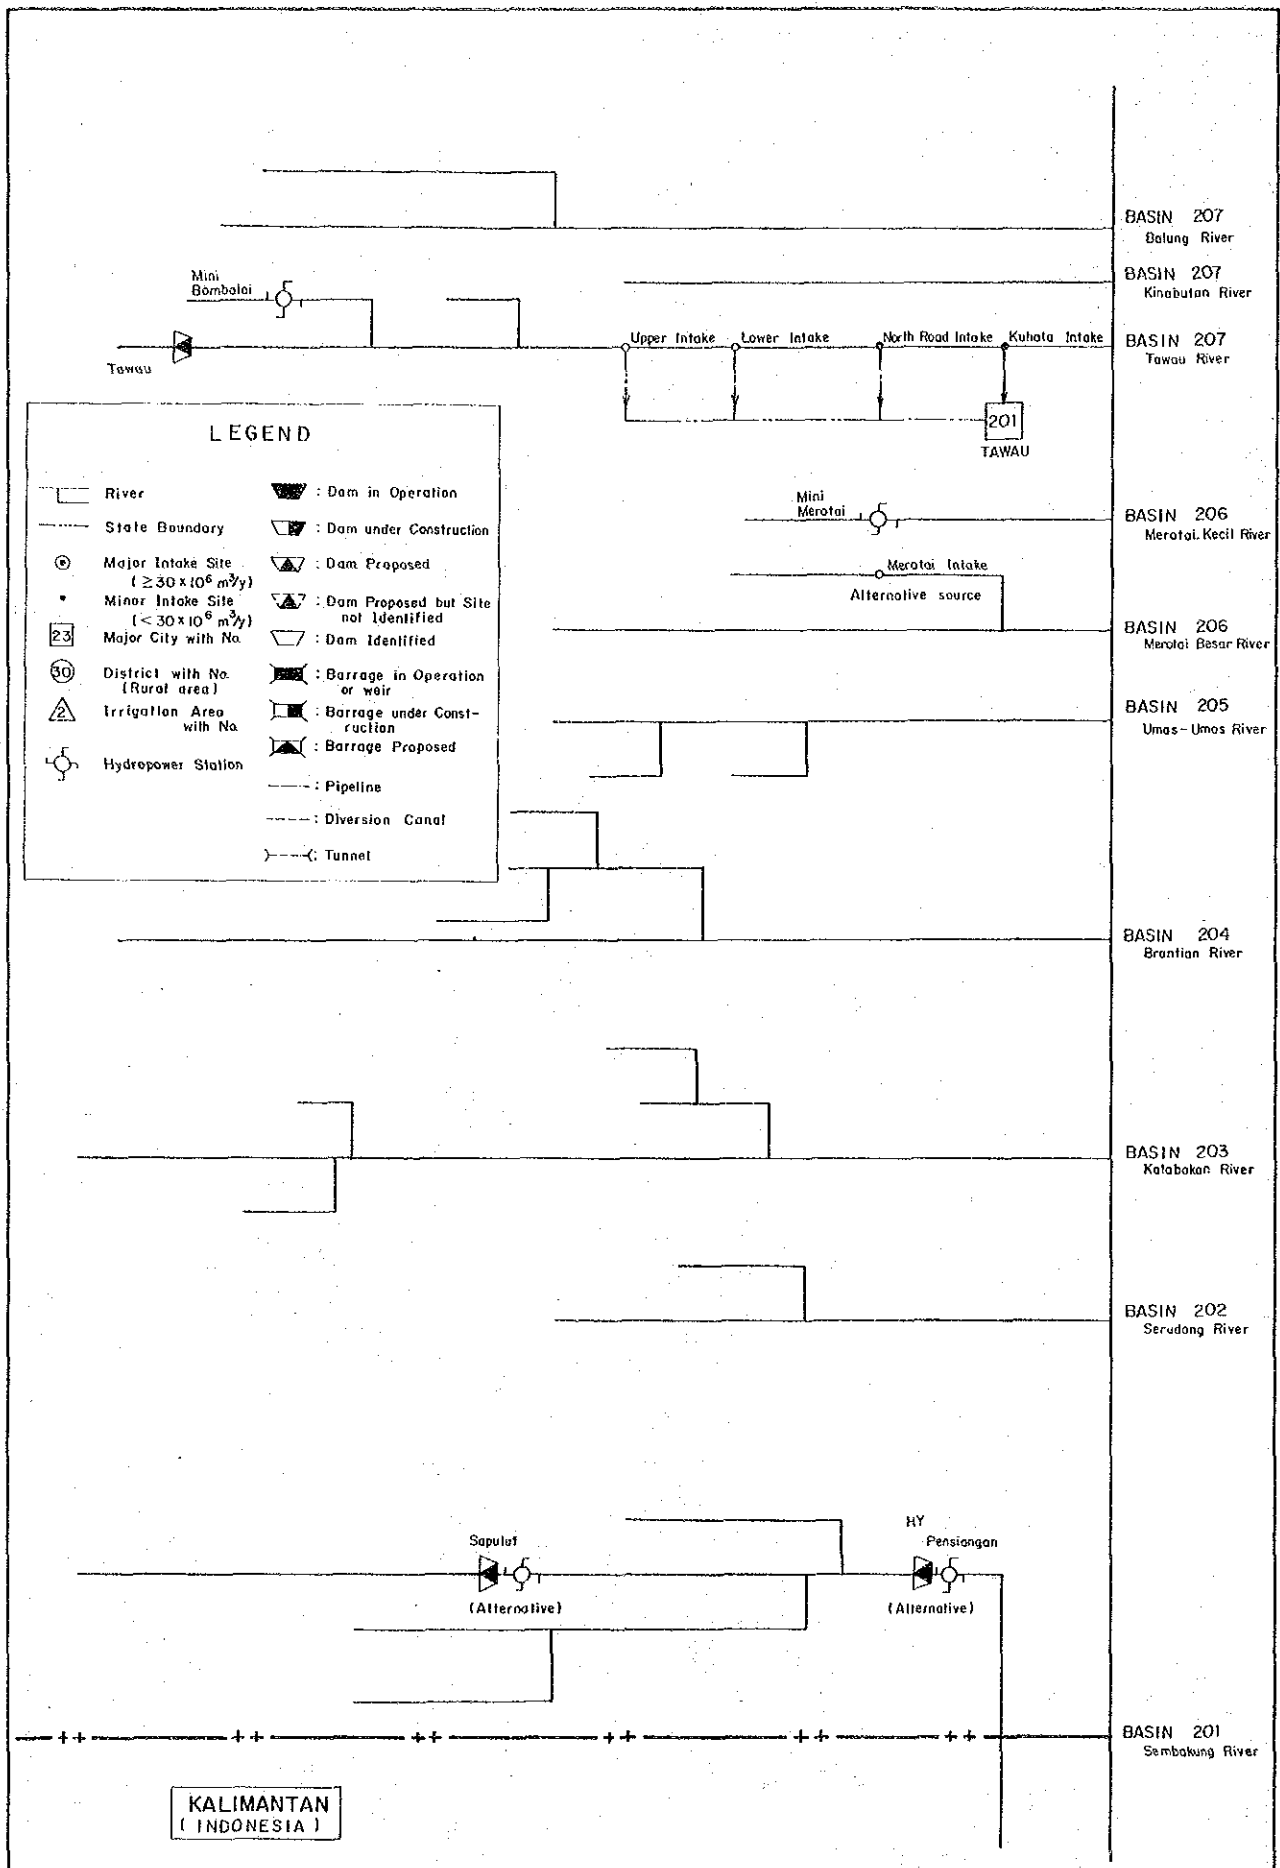 BASIN 207
Balung River
BASIN 207
Kinabutan River
Mini
Bombalai
Tawau
Upper Intake
Lower Intake
North Road Intake
Kuhata Intake
BASIN 207
Tawau River
201
TAWAU
LEGEND
River
State Boundary
Major Intake Site
(≥30×10⁶ m³/y)
Minor Intake Site
(<30×10⁶ m³/y)
23 Major City with No.
30 District with No.
(Rural area)
2 Irrigation Area
with No.
Hydropower Station
: Dam in Operation
: Dam under Construction
: Dam Proposed
: Dam Proposed but Site
not Identified
: Dam Identified
: Barrage in Operation
or weir
: Barrage under Const-
ruction
: Barrage Proposed
: Pipeline
: Diversion Canal
: Tunnel
Mini
Merotai
BASIN 206
Merotai Kecil River
Merotai Intake
Alternative source
BASIN 206
Merotai Besar River
BASIN 205
Umas-Umas River
BASIN 204
Brantian River
BASIN 203
Kalabakan River
BASIN 202
Serudong River
Sapulut
(Alternative)
HY
Pensiangan
(Alternative)
BASIN 201
Sembakung River
KALIMANTAN
( INDONESIA )